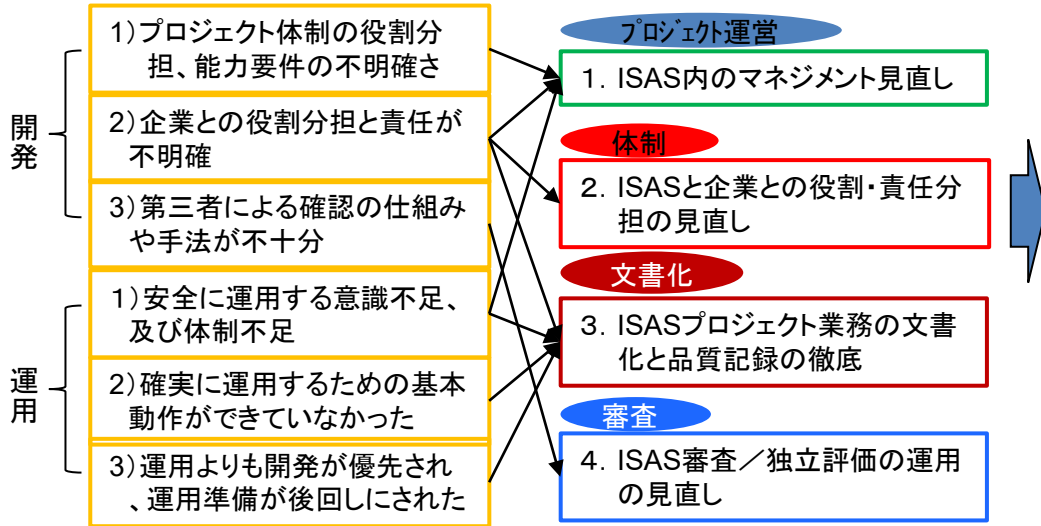 開発
1)プロジェクト体制の役割分
担、能力要件の不明確さ
2)企業との役割分担と責任が
不明確
3)第三者による確認の仕組み
や手法が不十分
運用
1)安全に運用する意識不足、
及び体制不足
2)確実に運用するための基本
動作ができていなかった
3)運用よりも開発が優先され
、運用準備が後回しにされた
プロジェクト運営
1.ISAS内のマネジメント見直し
体制
2.ISASと企業との役割・責任分
担の見直し
文書化
3.ISASプロジェクト業務の文書
化と品質記録の徹底
審査
4.ISAS審査/独立評価の運用
の見直し